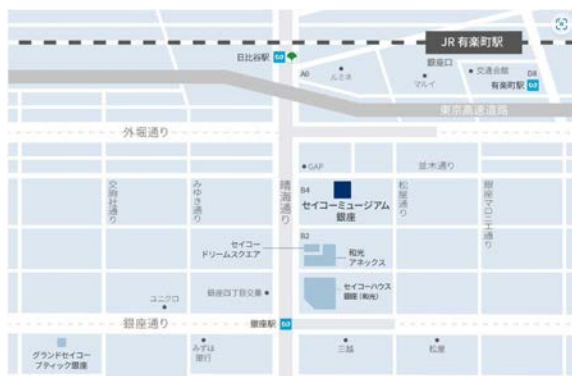 JR 有楽町駅
日比谷駅
A0
ルミネ
銀座口
マルイ
交通会館
D8
有楽町駅
東京高速道路
外堀通り
GAP
並木通り
交詢社通り
みゆき通り
晴海通り
B4
セイコーミュージアム
銀座
松屋通り
銀座マロニエ通り
B2
セイコー
ドリームスクエア
和光
アネックス
セイコーハウス
銀座(和光)
銀座四丁目交番
ユニクロ
銀座通り
銀座駅
グランドセイコー
ブティック銀座
みずほ
銀行
三越
松屋